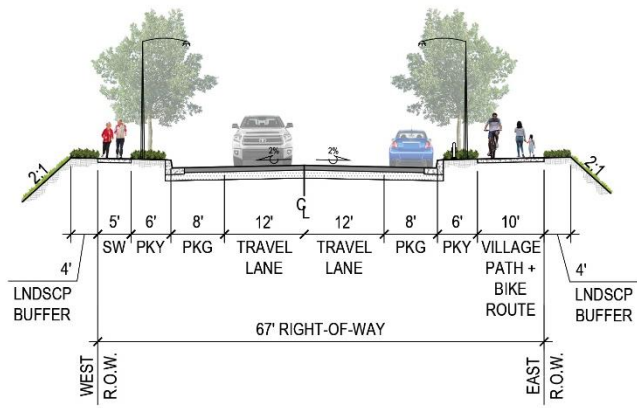 2%
2%
2:1
2:1
CL
5'
6'
8'
12'
12'
8'
6'
10'
SW
PKY
PKG
TRAVEL
LANE
TRAVEL
LANE
PKG
PKY
VILLAGE
PATH +
BIKE
ROUTE
4'
LNDSCP
BUFFER
4'
LNDSCP
BUFFER
67' RIGHT-OF-WAY
WEST
R.O.W.
EAST
R.O.W.